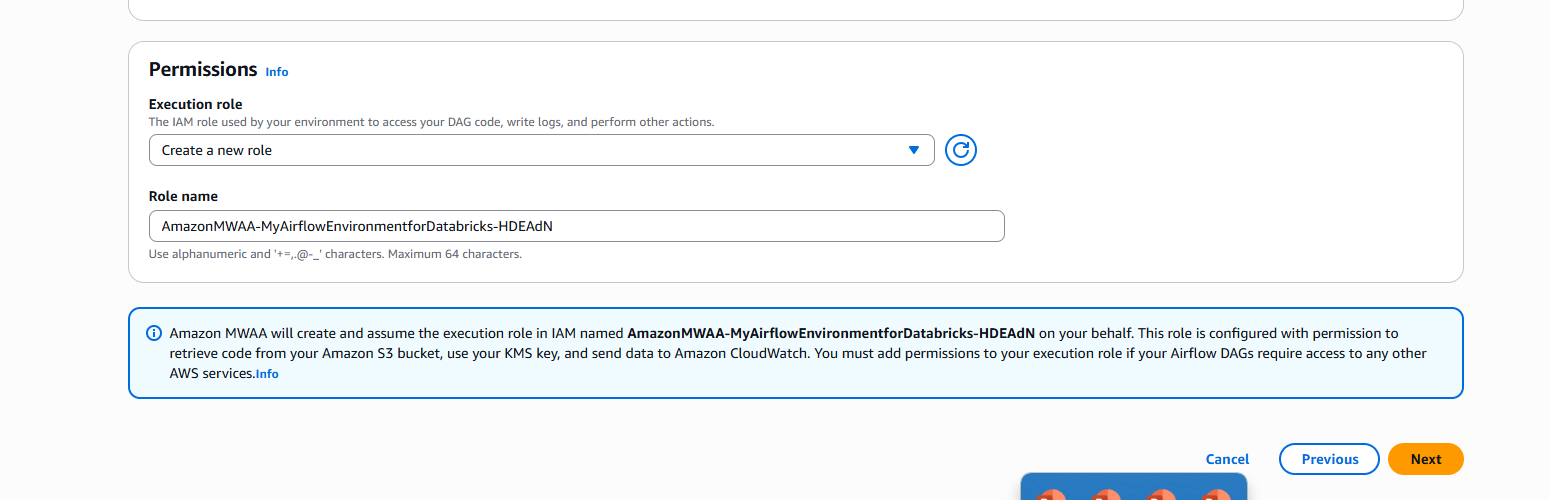 Permissions Info
Execution role
The IAM role used by your environment to access your DAG code, write logs, and perform other actions.
Create a new role
Role name
AmazonMWAA-MyAirflowEnvironmentforDatabricks-HDEAdN
Use alphanumeric and '+=,.@-_' characters. Maximum 64 characters.
Amazon MWAA will create and assume the execution role in IAM named AmazonMWAA-MyAirflowEnvironmentforDatabricks-HDEAdN on your behalf. This role is configured with permission to
retrieve code from your Amazon S3 bucket, use your KMS key, and send data to Amazon CloudWatch. You must add permissions to your execution role if your Airflow DAGs require access to any other
AWS services.Info
Cancel Previous Next